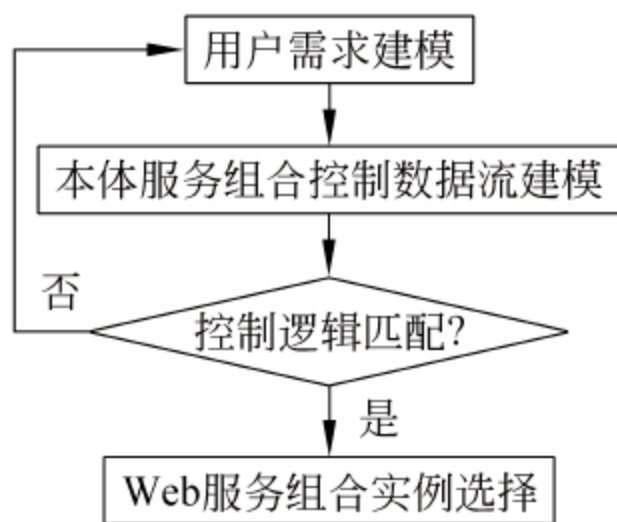 用户需求建模
本体服务组合控制数据流建模
否
控制逻辑匹配?
是
Web服务组合实例选择